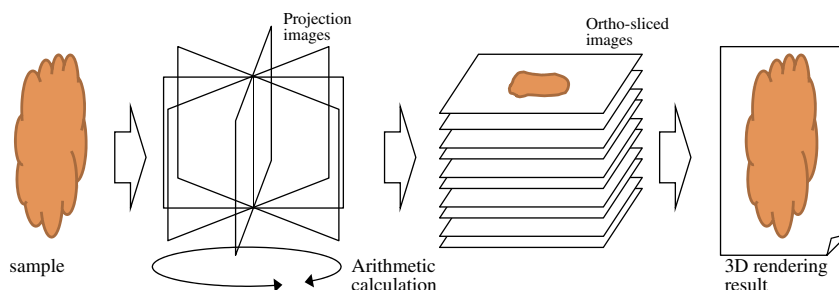 Projection
images
Ortho-sliced
images
sample
Arithmetic
calculation
3D rendering
result